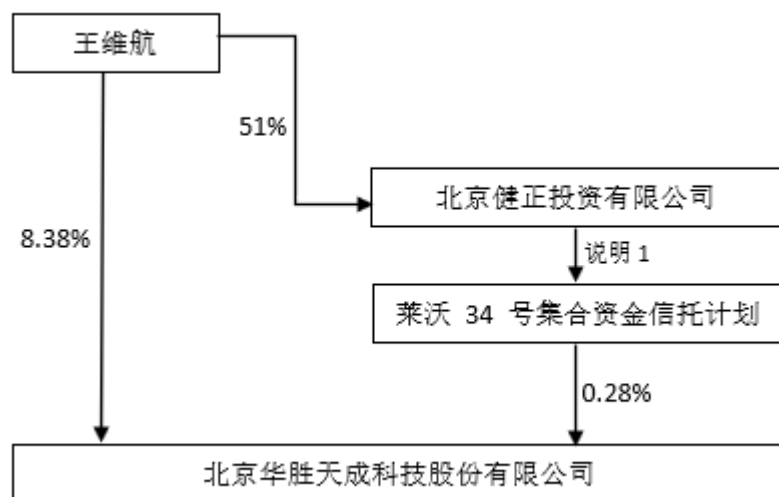 王维航
51%
北京健正投资有限公司
8.38%
说明 1
莱沃 34 号集合资金信托计划
0.28%
北京华胜天成科技股份有限公司